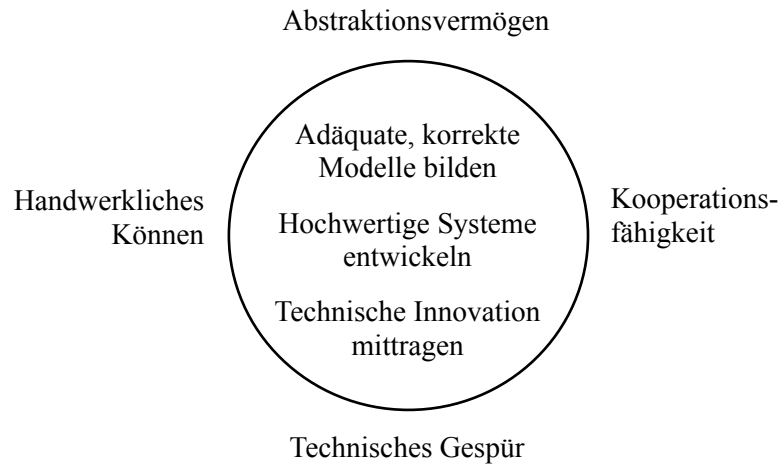 Abstraktionsvermögen
Adäquate, korrekte
Modelle bilden
Handwerkliches
Können
Hochwertige Systeme
entwickeln
Kooperations-
fähigkeit
Technische Innovation
mittragen
Technisches Gespür